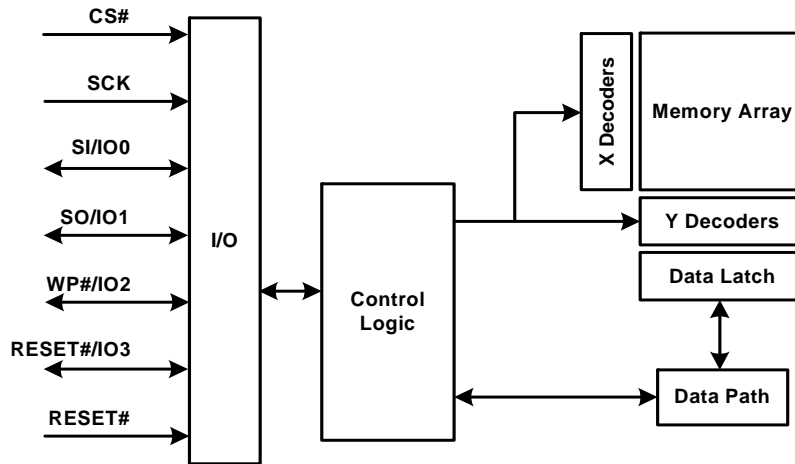 CS#
SCK
SI/IO0
SO/IO1
WP#/IO2
RESET#/IO3
RESET#
I/O
Control
Logic
X Decoders
Memory Array
Y Decoders
Data Latch
Data Path